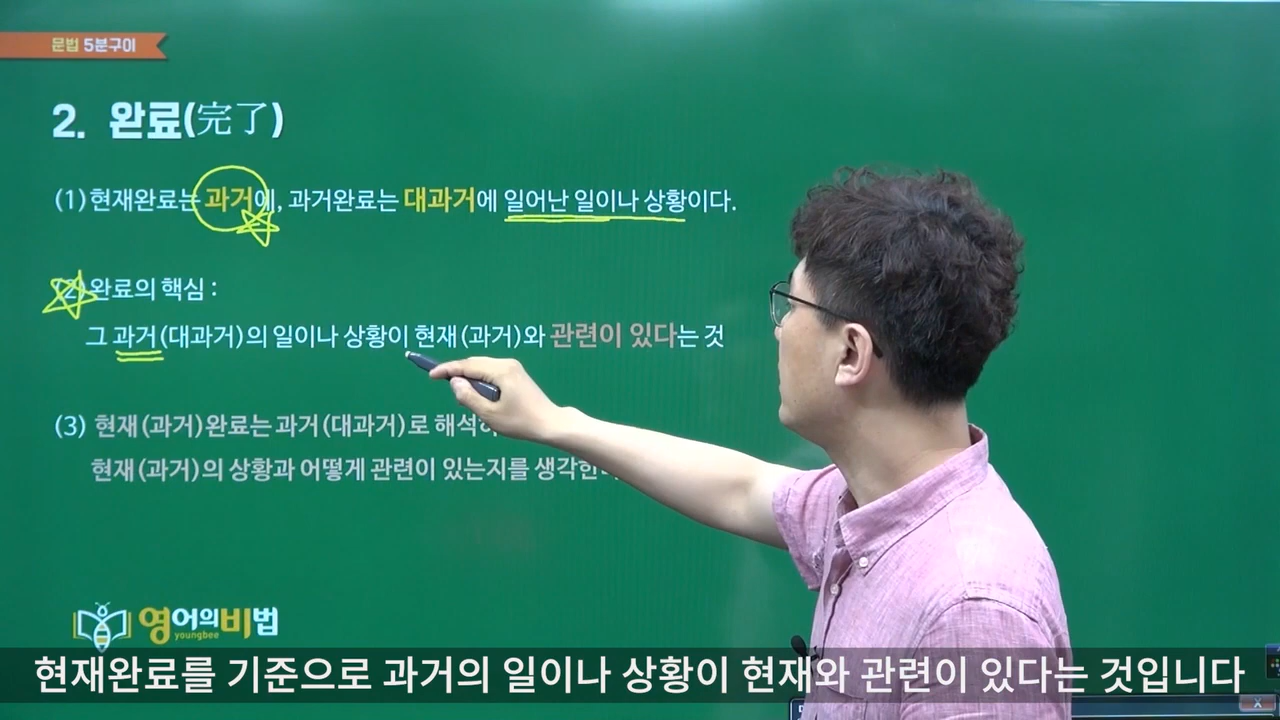 문법 5분구이
2. 완료(完了)
(1) 현재완료는 과거에, 과거완료는 대과거에 일어난 일이나 상황이다.
(2) 완료의 핵심 :
그 과거(대과거)의 일이나 상황이 현재(과거)와 관련이 있다는 것
(3) 현재(과거)완료는 과거(대과거)로 해석하
현재(과거)의 상황과 어떻게 관련이 있는지를 생각한
영어의비법
youngbee
현재완료를 기준으로 과거의 일이나 상황이 현재와 관련이 있다는 것입니다